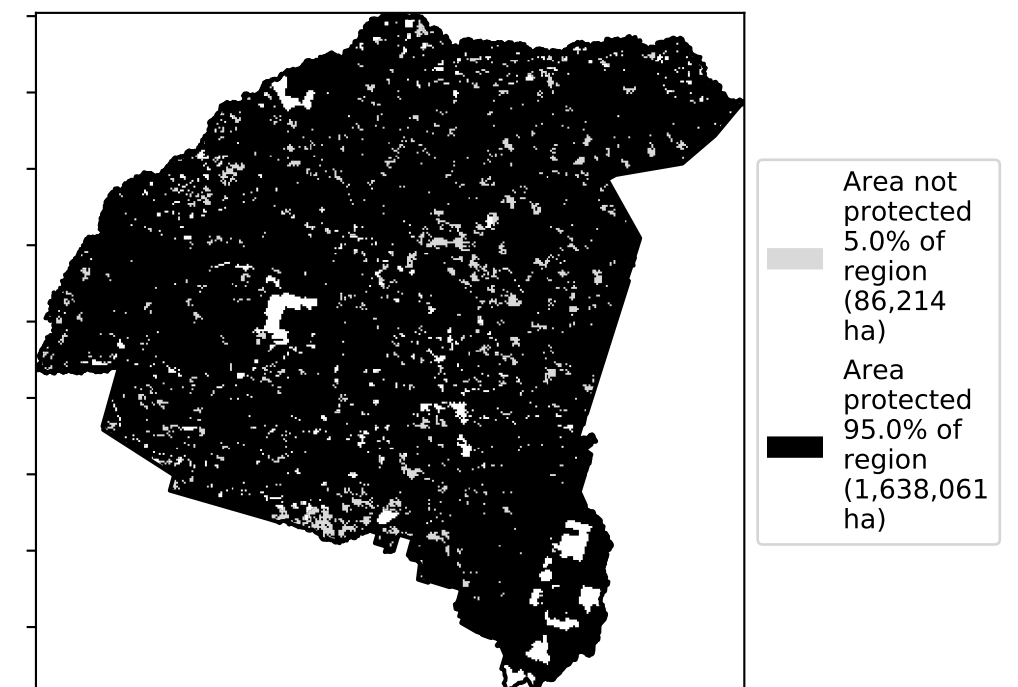 Area not
protected
5.0% of
region
(86,214
ha)
Area
protected
95.0% of
region
(1,638,061
ha)